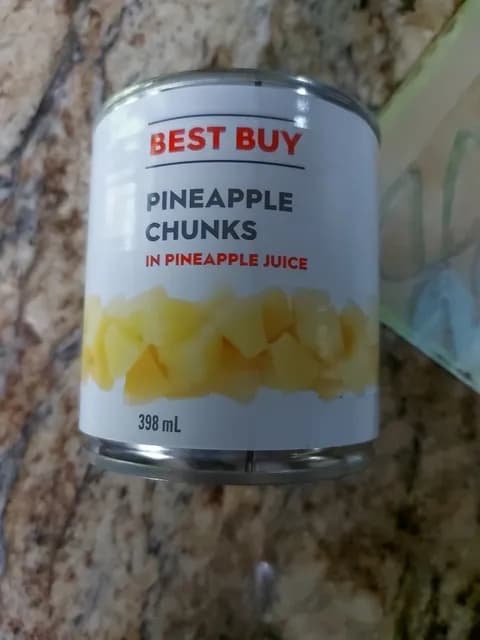 BEST BUY
PINEAPPLE
CHUNKS
IN PINEAPPLE JUICE
398 mL